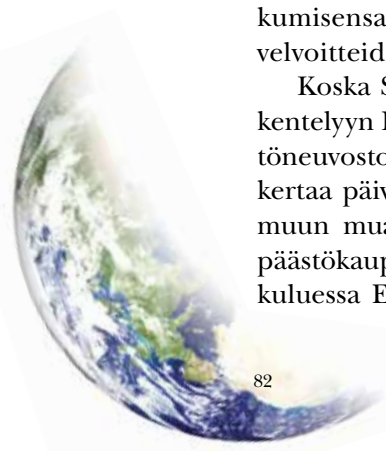 kumisensa
velvoitteid
Koska S
kentelyyn
töneuvosto
kertaa päiv
muun mua
päästökaup
kuluessa E
82